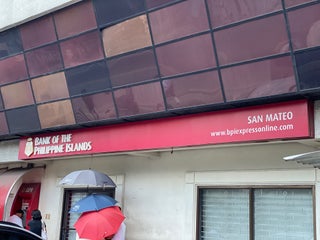 BANK OF THE
PHILIPPINE ISLANDS
SAN MATEO
www.bpiexpressonline.com